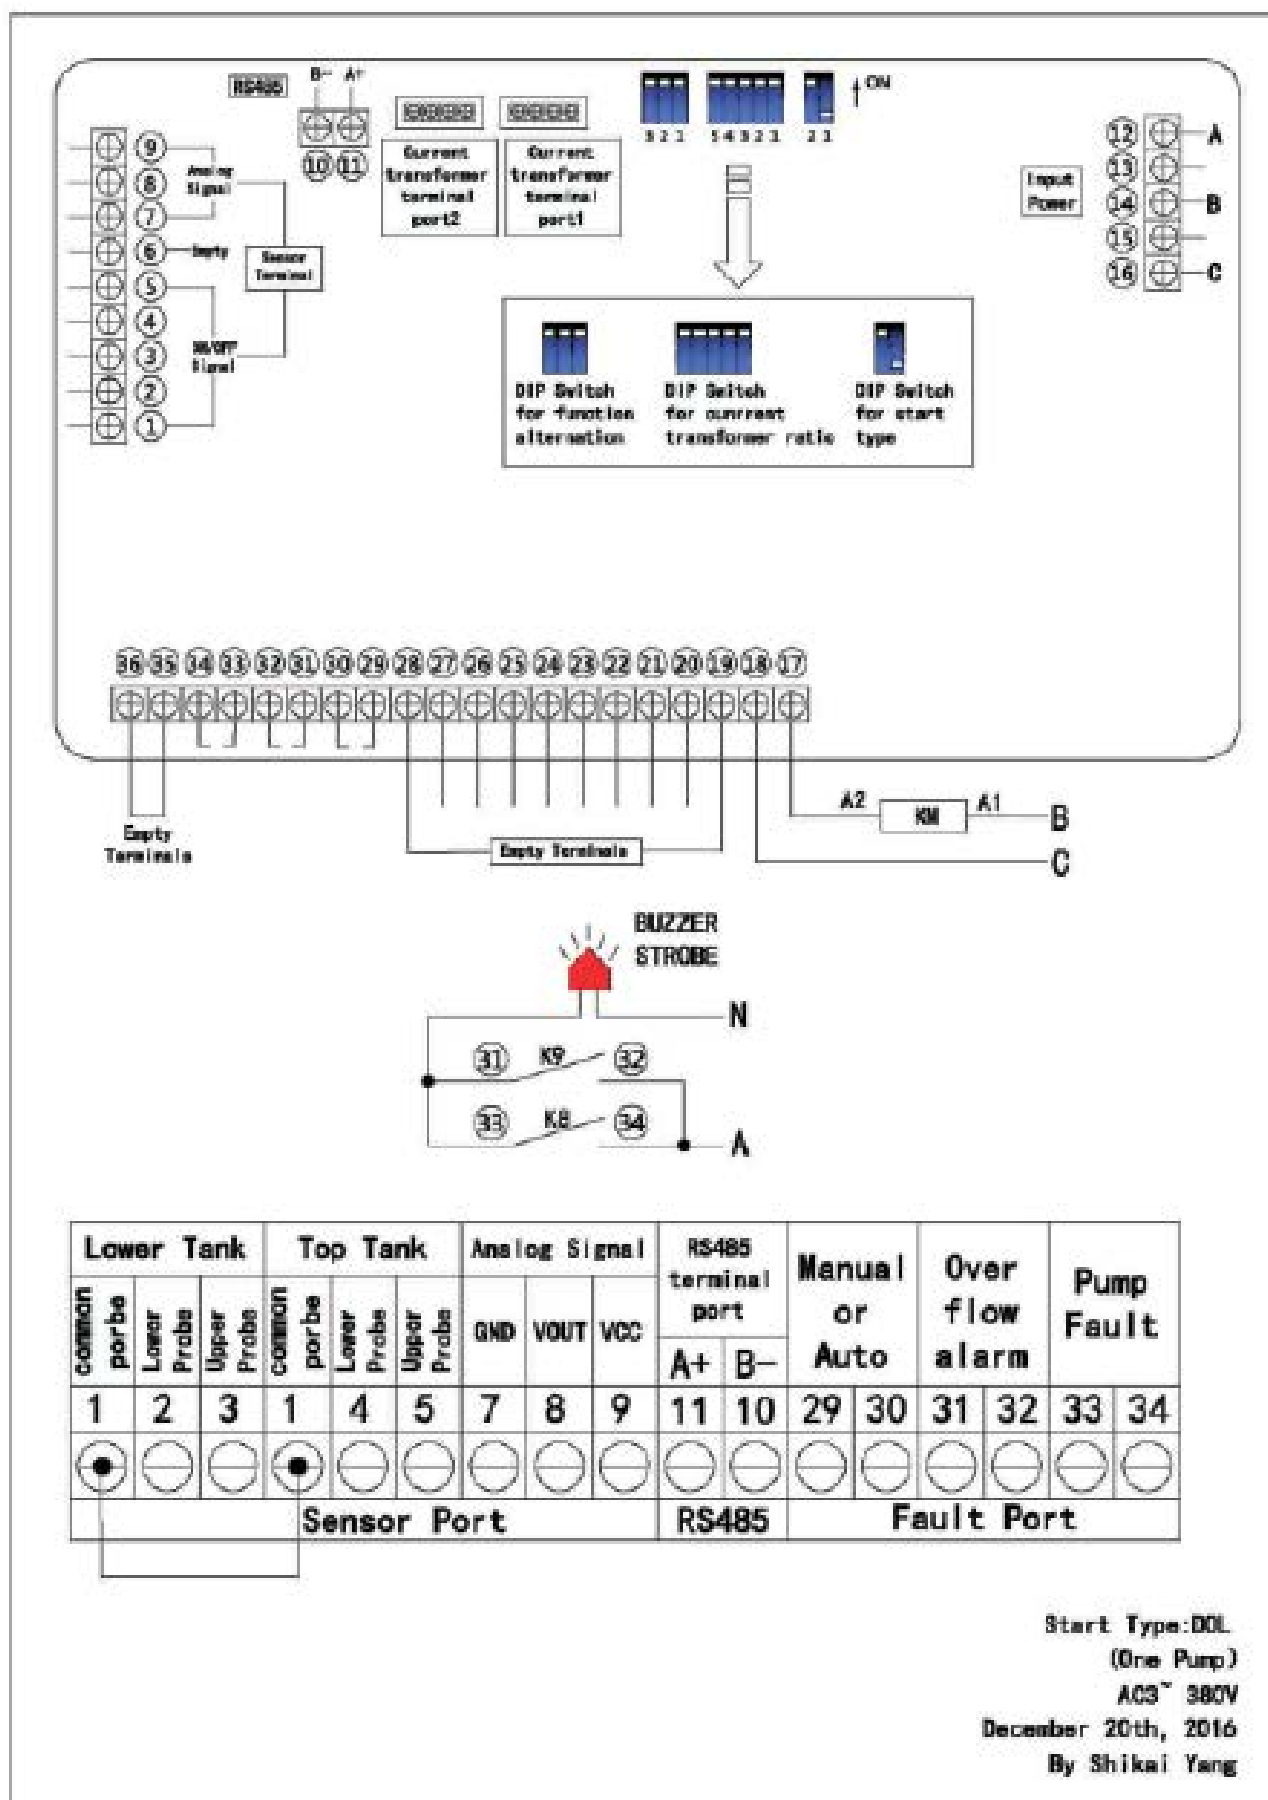 RS485
B- A+
10 11
Current transformer terminal port2
Current transformer terminal port1
3 2 1
5 4 3 2 1
2 1
ON
9
8
7
6
5
4
3
2
1
Analog Signal
Empty
Sensor Terminal
ON/OFF Signal
Input Power
12 A
13
14 B
15
16 C
DIP Switch for function alternation
DIP Switch for currrent transformer ratio
DIP Switch for start type
36 35 34 33 32 31 30 29 28 27 26 25 24 23 22 21 20 19 18 17
Empty Terminals
Empty Terminals
A2 KM A1 B
C
BUZZER
STROBE
N
31 K9 32
33 K8 34
A
Lower Tank
Top Tank
Analog Signal
RS485 terminal port
Manual or Auto
Over flow alarm
Pump Fault
common porbe
Lower Probe
Upper Probe
common porbe
Lower Probe
Upper Probe
GND VOUT VCC
A+ B-
1 2 3 1 4 5 7 8 9 11 10 29 30 31 32 33 34
Sensor Port RS485 Fault Port
Start Type:DOL
(One Pump)
AC3~ 380V
December 20th, 2016
By Shikai Yang